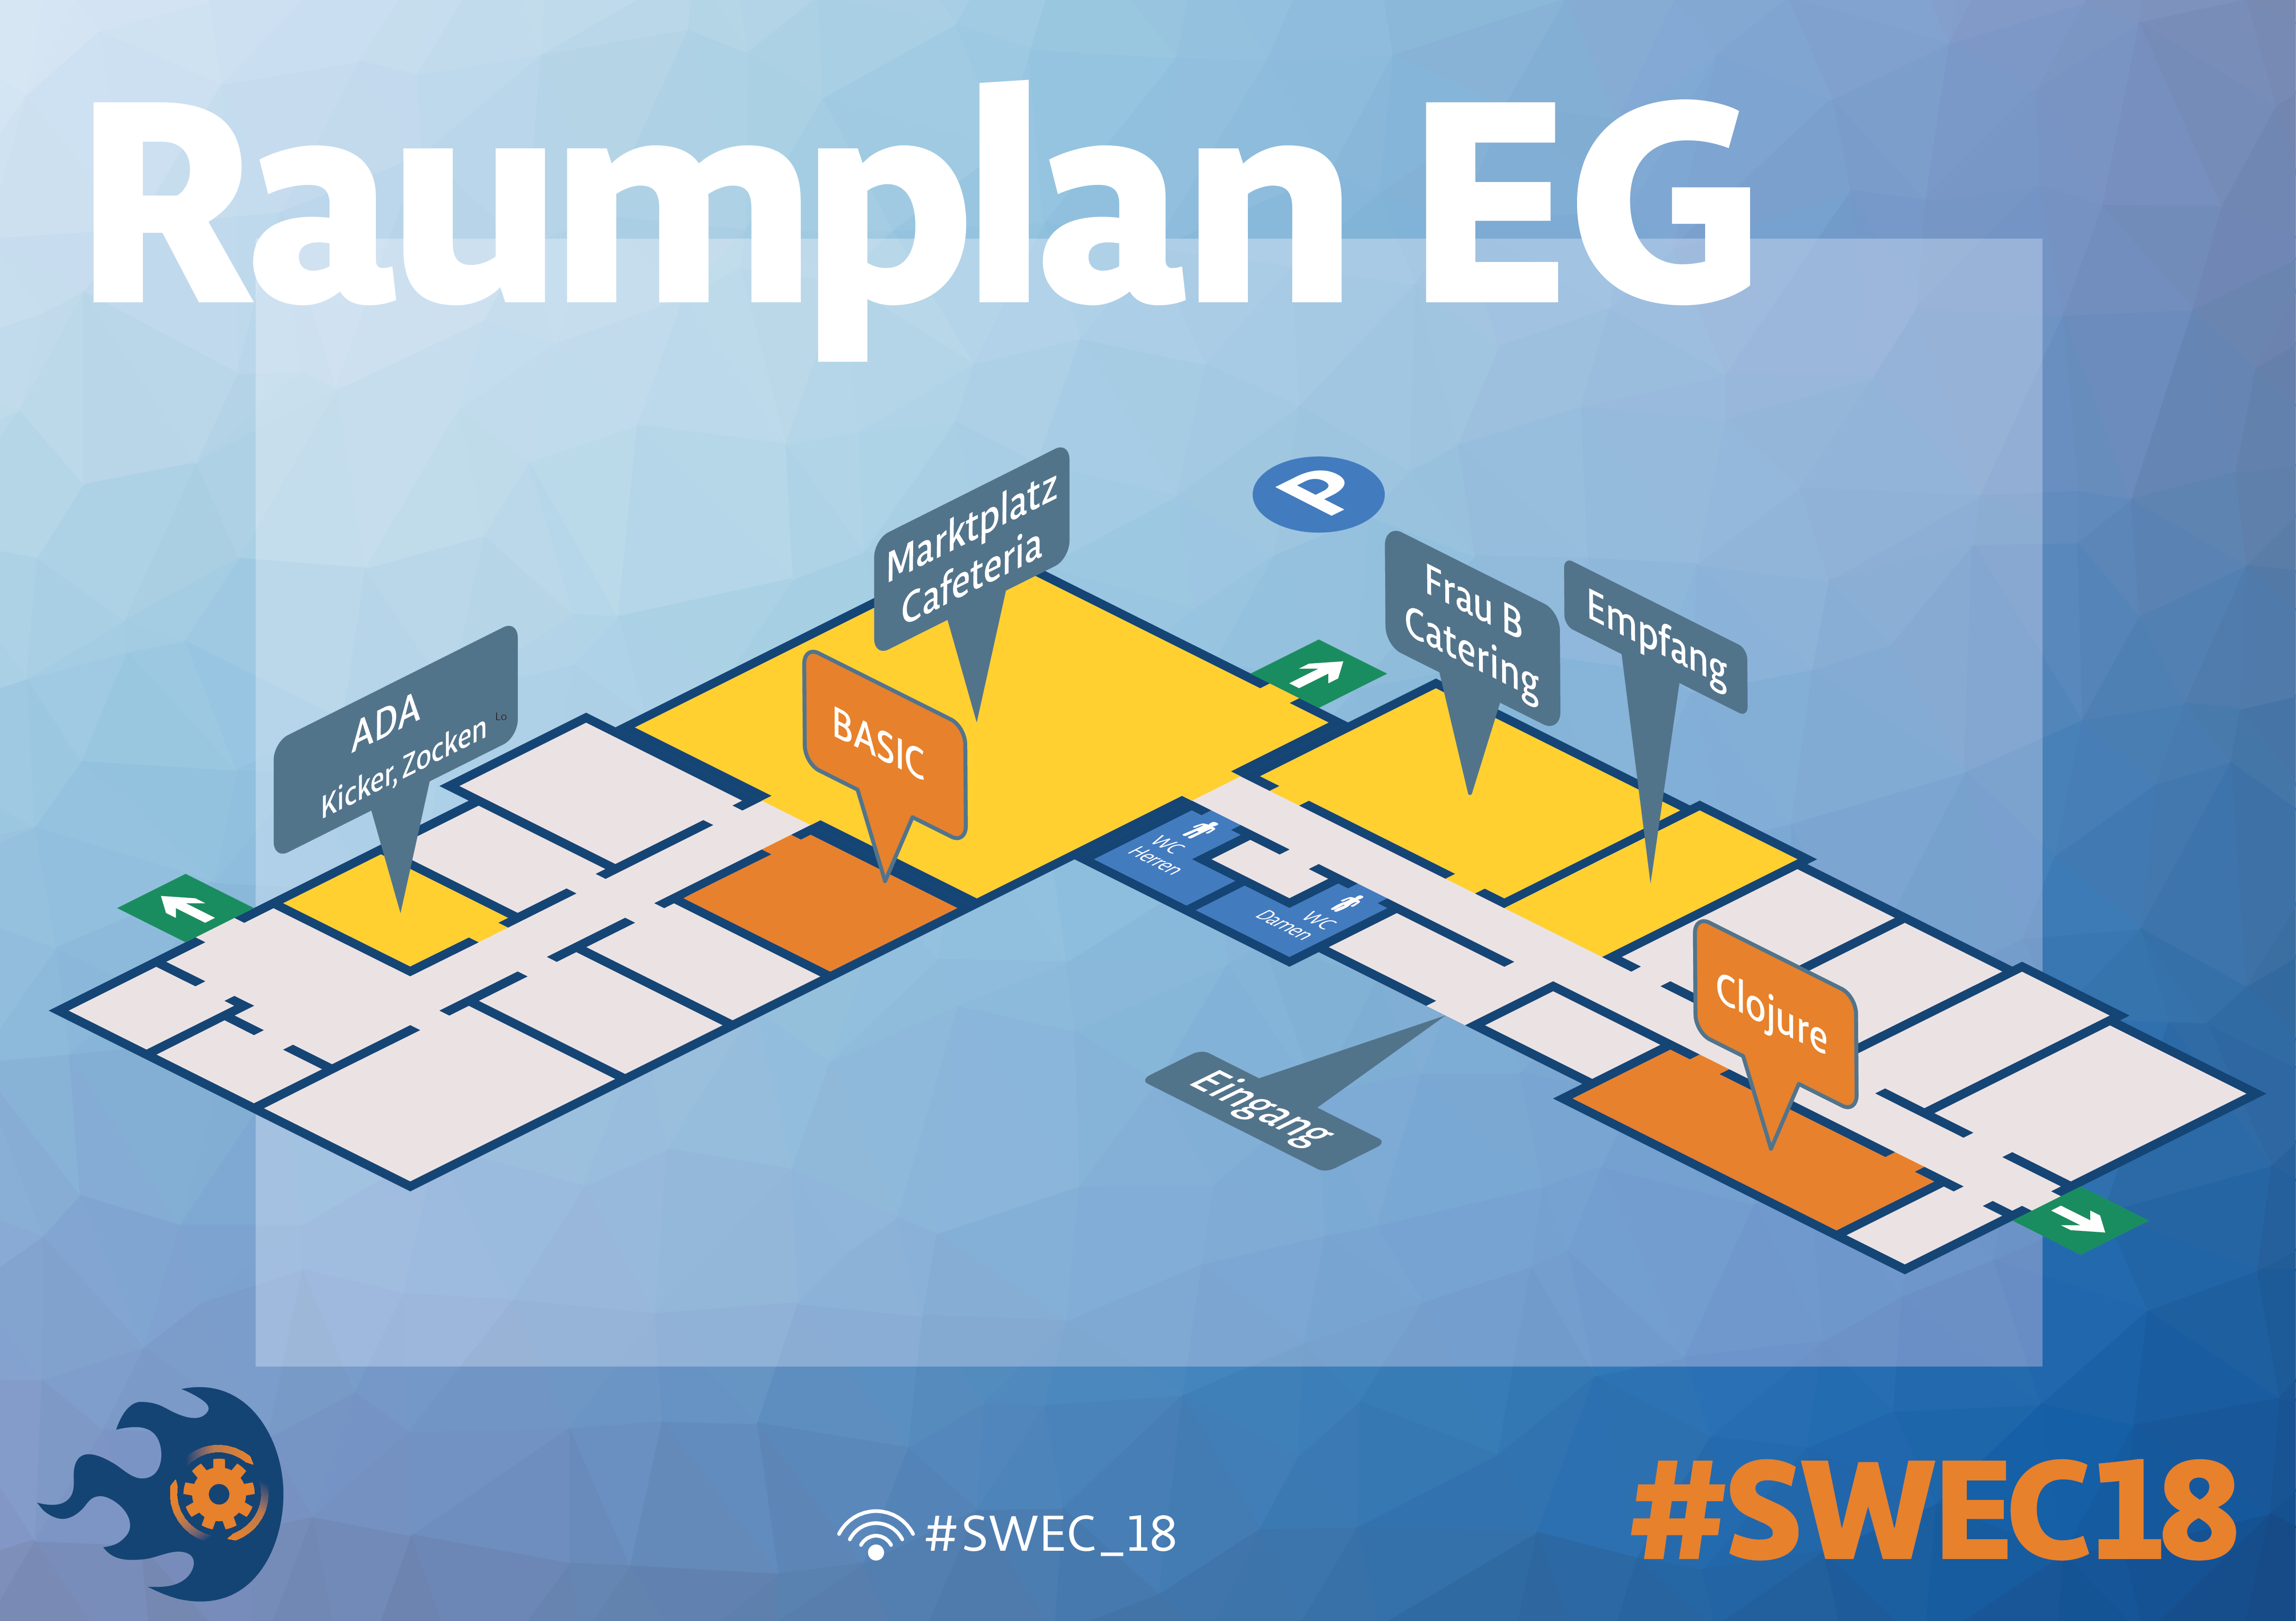 Raumplan EG
P
Marktplatz
Cafeteria
Frau B
Catering
Empfang
ADA
Kicker, Zocken
Lo
BASIC
WC
Herren
WC
Damen
Clojure
Eingang
#SWEC_18
#SWEC18